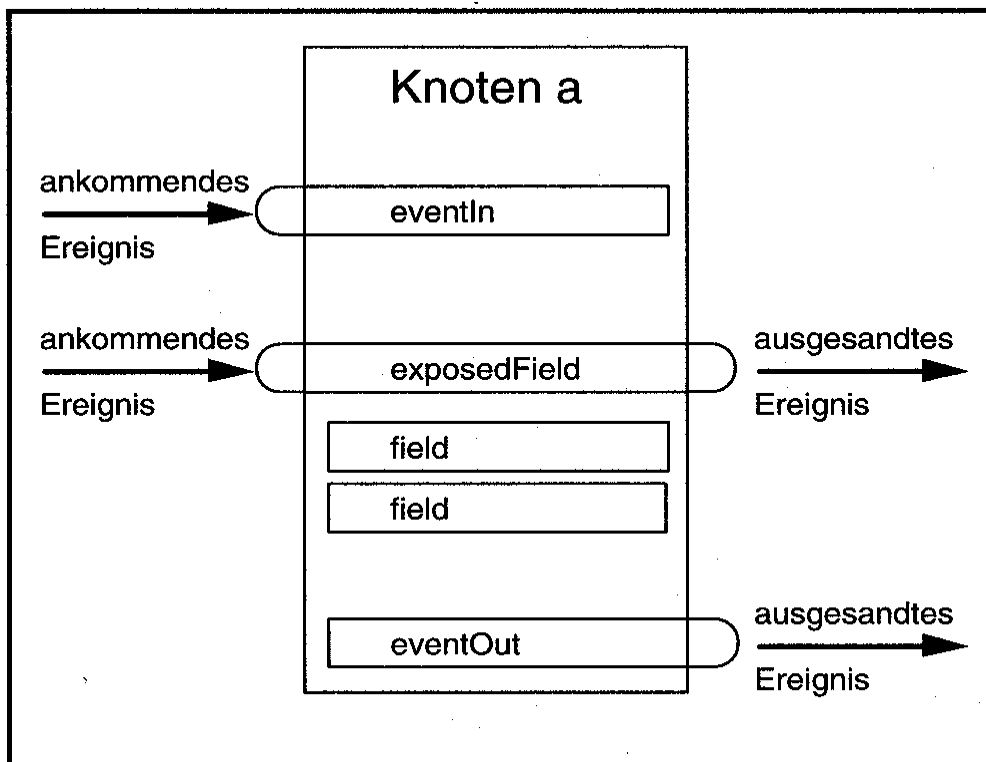 Knoten a
ankommendes
eventIn
Ereignis
ankommendes
exposedField
ausgesandtes
Ereignis
Ereignis
field
field
ausgesandtes
eventOut
Ereignis